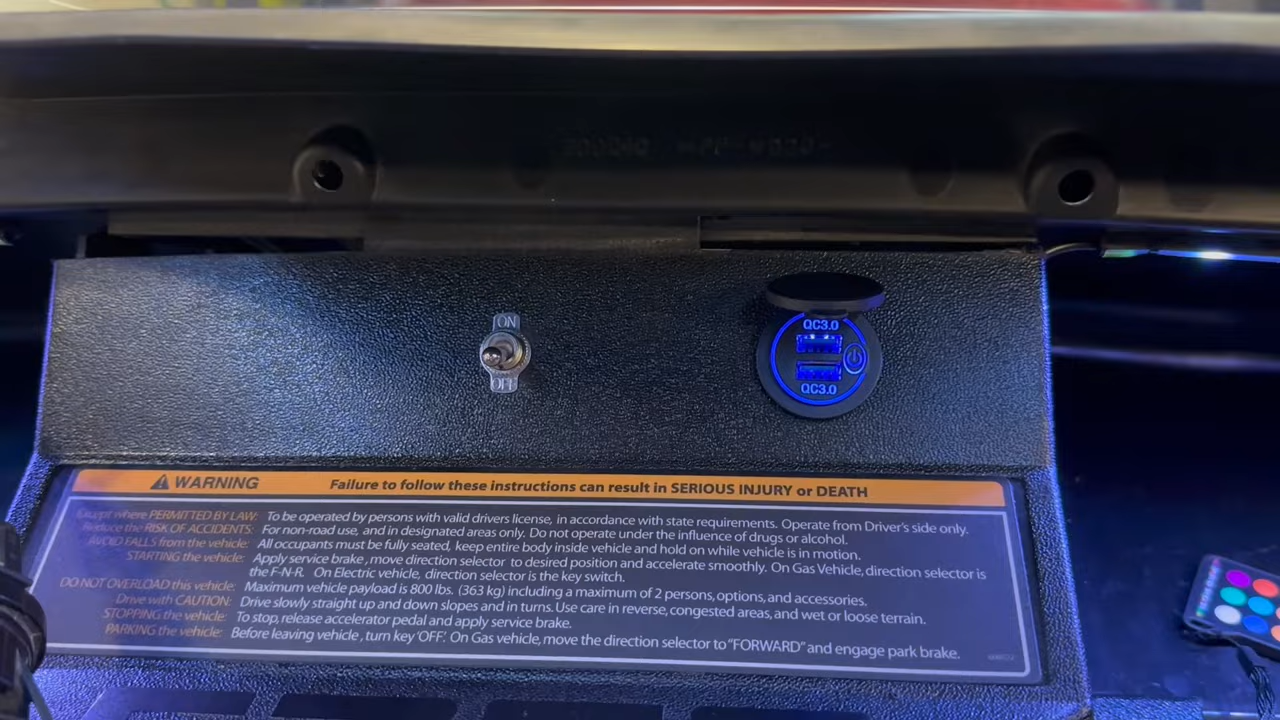 ON
OFF
QC3.0
QC3.0
WARNING Failure to follow these instructions can result in SERIOUS INJURY or DEATH
Except where PERMITTED BY LAW: To be operated by persons with valid drivers license, in accordance with state requirements. Operate from Driver's side only.
Reduce the RISK OF ACCIDENTS: For non-road use, and in designated areas only. Do not operate under the influence of drugs or alcohol.
AVOID FALLS from the vehicle: All occupants must be fully seated, keep entire body inside vehicle and hold on while vehicle is in motion.
STARTING the vehicle: Apply service brake, move direction selector to desired position and accelerate smoothly. On Gas Vehicle, direction selector is
the F-N-R. On Electric vehicle, direction selector is the key switch.
DO NOT OVERLOAD this vehicle: Maximum vehicle payload is 800 lbs. (363 kg) including a maximum of 2 persons, options, and accessories.
Drive with CAUTION: Drive slowly straight up and down slopes and in turns. Use care in reverse, congested areas, and wet or loose terrain.
STOPPING the vehicle: To stop, release accelerator pedal and apply service brake.
PARKING the vehicle: Before leaving vehicle, turn key 'OFF'. On Gas vehicle, move the direction selector to "FORWARD" and engage park brake.